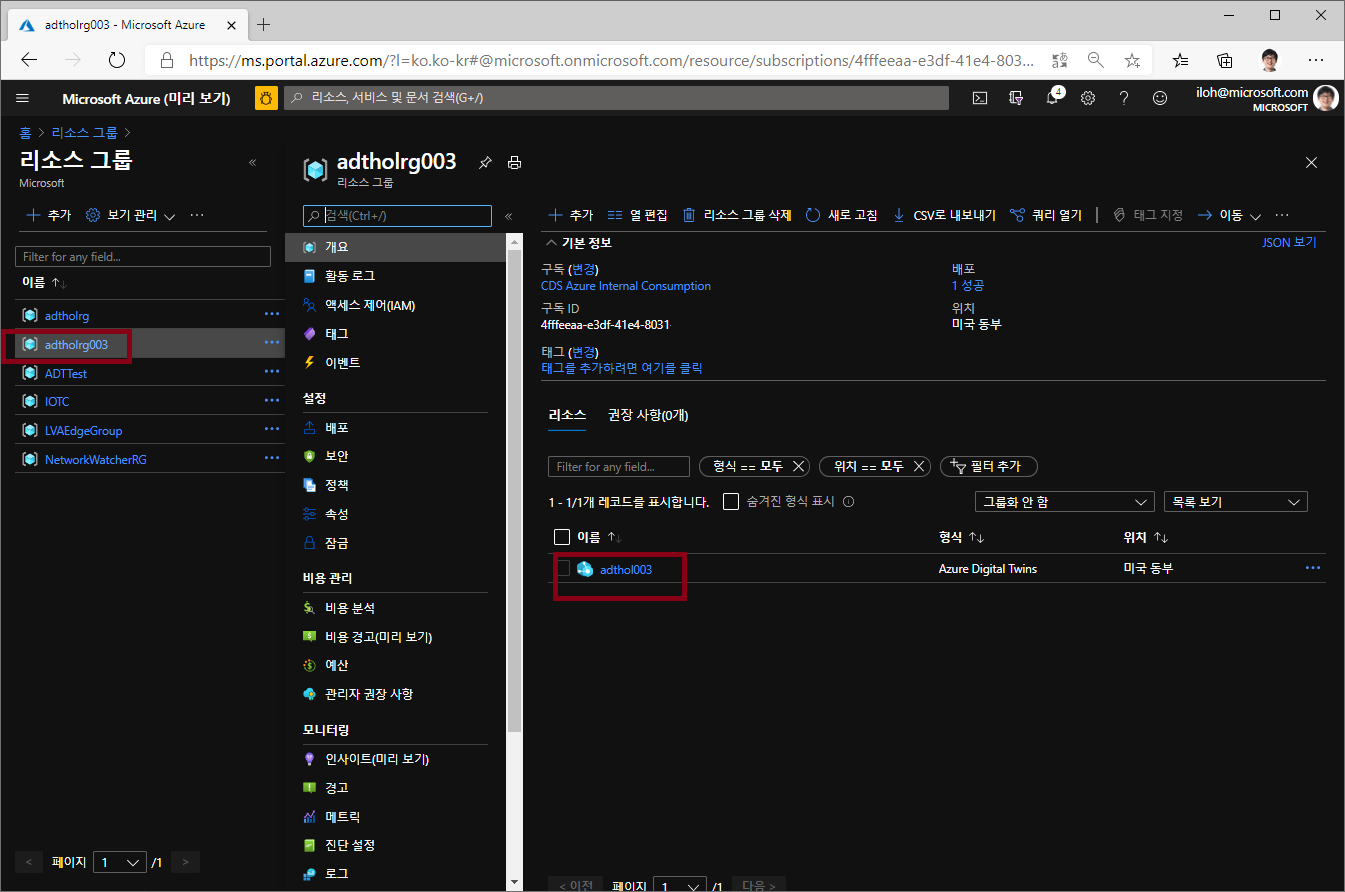 adtholrg003 - Microsoft Azure
https://ms.portal.azure.com/?l=ko.ko-kr#@microsoft.onmicrosoft.com/resource/subscriptions/4fffeeaa-e3df-41e4-803...
Microsoft Azure (미리 보기)
리소스, 서비스 및 문서 검색(G+/)
4
iloh@microsoft.com
MICROSOFT
홈 > 리소스 그룹 >
리소스 그룹
Microsoft
추가
보기 관리
Filter for any field...
이름
adtholrg
adtholrg003
ADTTest
IOTC
LVAEdgeGroup
NetworkWatcherRG
< 페이지 1 /1 >
adtholrg003
리소스 그룹
검색(Ctrl+/)
개요
활동 로그
액세스 제어(IAM)
태그
이벤트
설정
배포
보안
정책
속성
잠금
비용 관리
비용 분석
비용 경고(미리 보기)
예산
관리자 권장 사항
모니터링
인사이트(미리 보기)
경고
메트릭
진단 설정
로그
추가 열 편집 리소스 그룹 삭제 새로 고침 CSV로 내보내기 쿼리 열기 태그 지정 이동
기본 정보
JSON 보기
구독 (변경)
CDS Azure Internal Consumption
구독 ID
4fffeeaa-e3df-41e4-8031
태그 (변경)
태그를 추가하려면 여기를 클릭
배포
1 성공
위치
미국 동부
리소스 권장 사항(0개)
Filter for any field... 형식 == 모두 위치 == 모두 필터 추가
1 - 1/1개 레코드를 표시합니다. 숨겨진 형식 표시 그룹화 안 함 목록 보기
이름 형식 위치
adthol003 Azure Digital Twins 미국 동부
< 이전 페이지 1 /1 다음 >